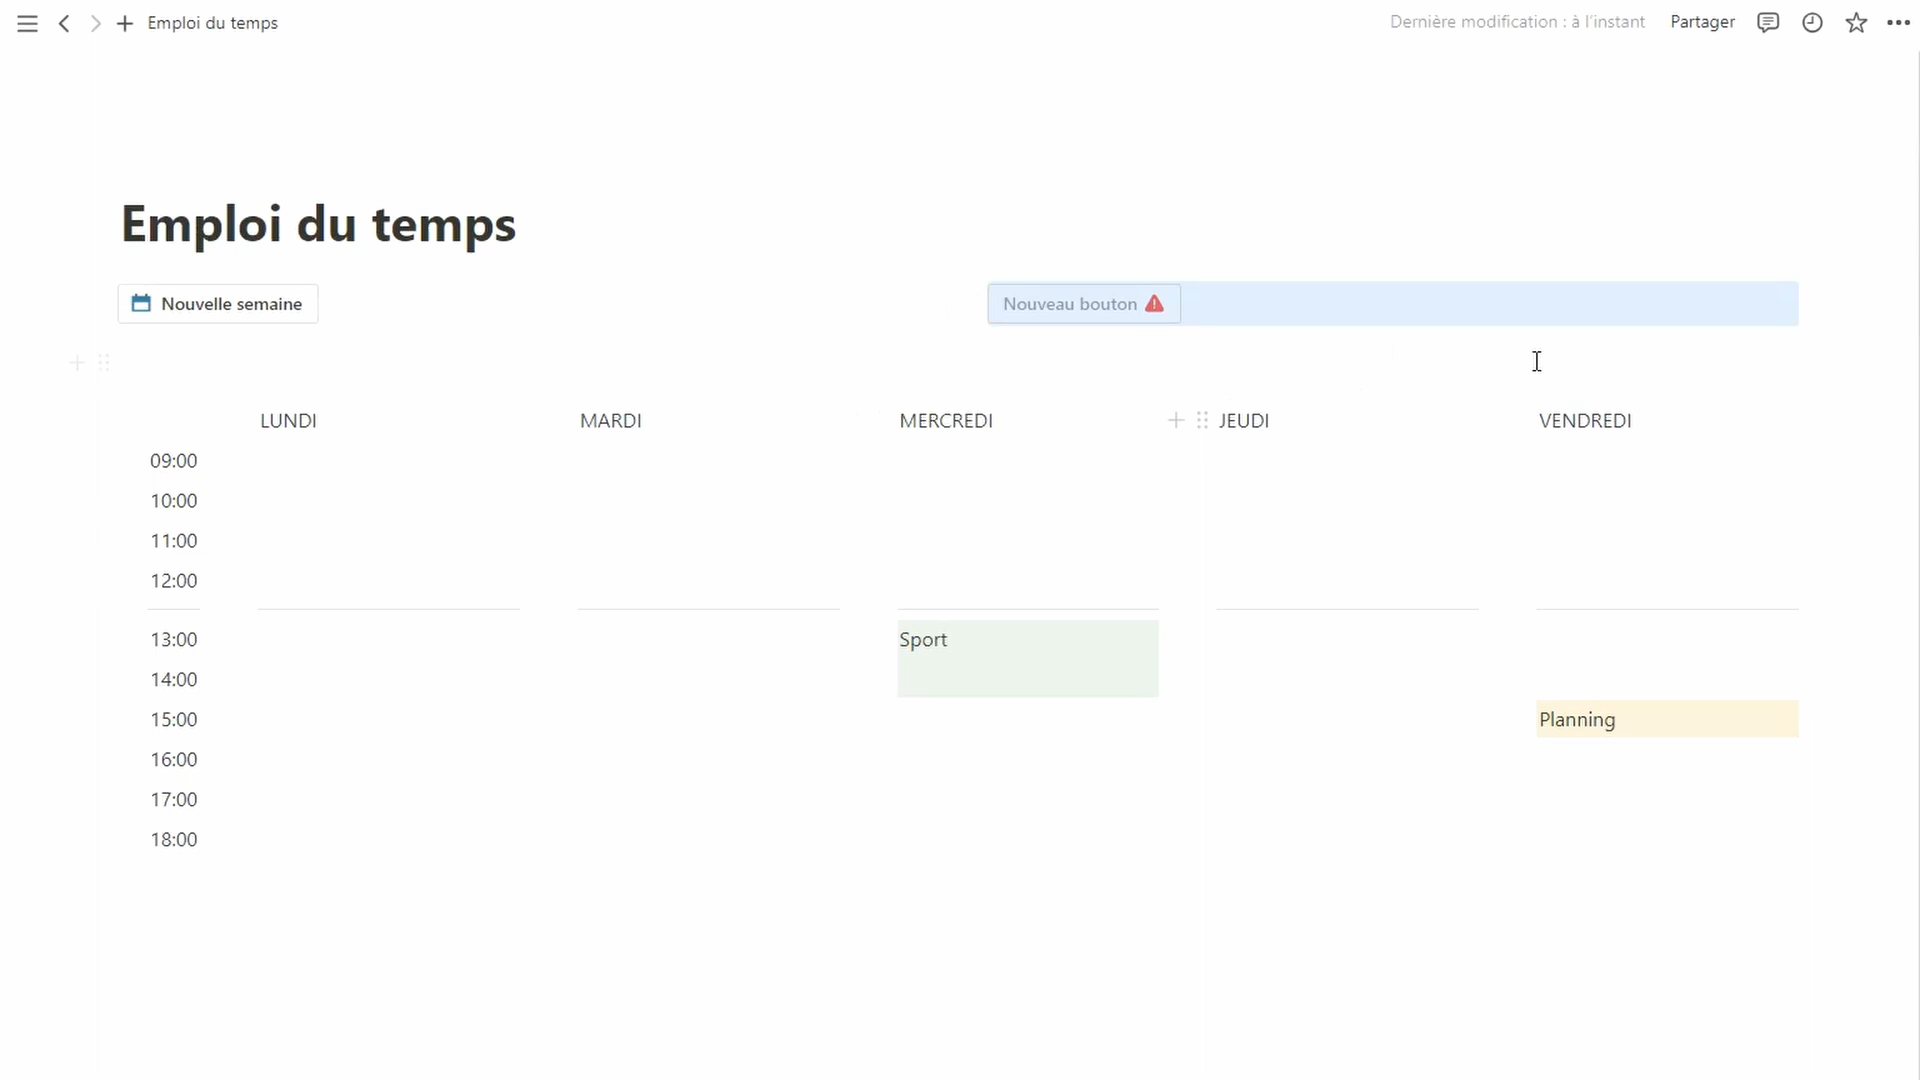 Emploi du temps
Dernière modification : à l'instant
Partager
Emploi du temps
Nouvelle semaine
Nouveau bouton
LUNDI
MARDI
MERCREDI
JEUDI
VENDREDI
09:00
10:00
11:00
12:00
13:00
Sport
14:00
15:00
Planning
16:00
17:00
18:00